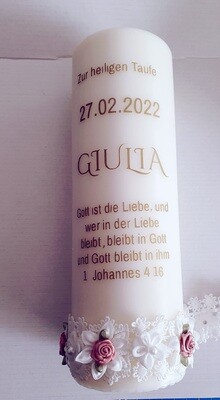 Zur heiligen Taufe
27.02.2022
GIULIA
Gott ist die Liebe, und
wer in der Liebe
bleibt, bleibt in Gott
und Gott bleibt in ihm
1. Johannes 4 16